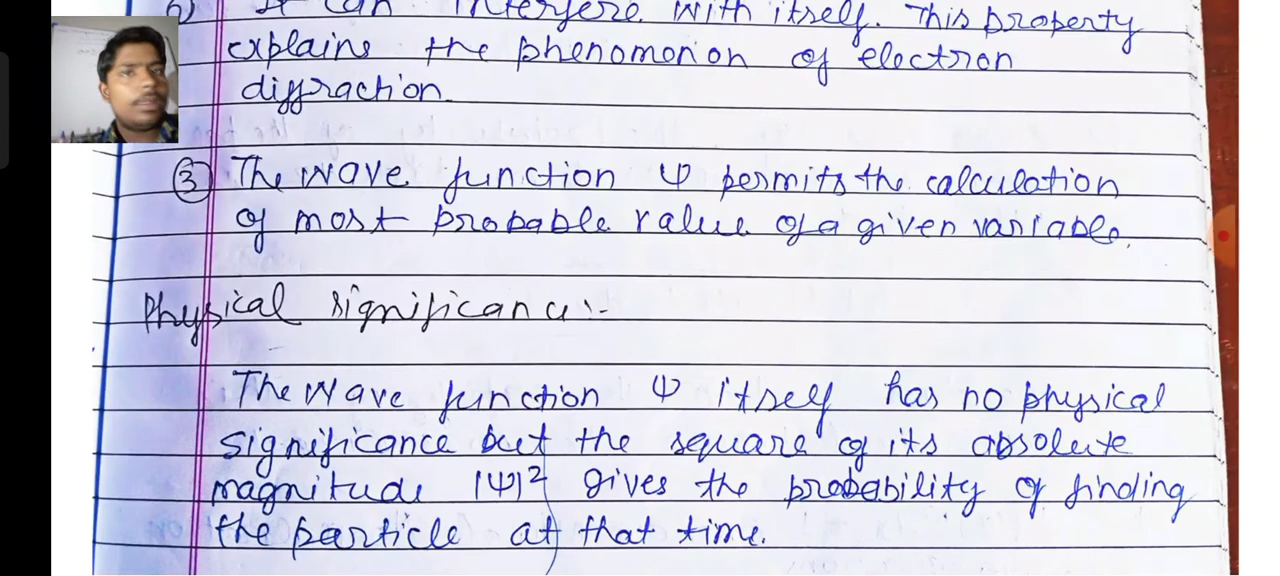 It can interfere with itself. This property
explains the phenomonon of electron
diffraction.
③ The wave function ψ permits the calculation
of most probable value of a given variable.
Physical significance:-
The wave function ψ itself has no physical
significance but the square of its absolute
magnitude |ψ|² gives the probability of finding
the particle at that time.